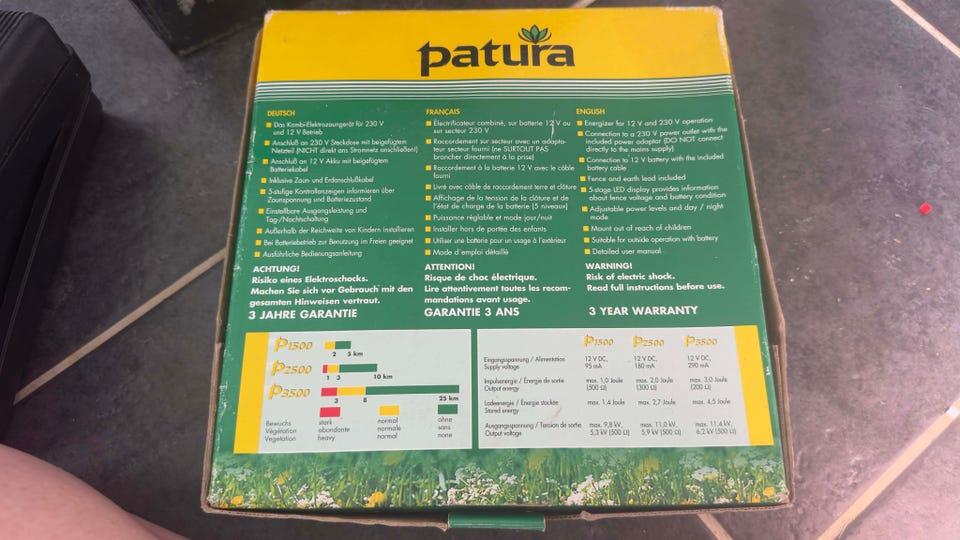 patura
DEUTSCH
Das Kombi-Elektrozaungerät für 230 V
und 12 V Betrieb
Anschluß an 230 V Steckdose mit beigefügtem
Netzteil (NICHT direkt ans Stromnetz anschließen!)
Anschluß an 12 V Akku mit beigefügtem
Batteriekabel
Inklusive Zaun- und Erdanschlußkabel
5-stufige Kontrollanzeigen informieren über
Zaunspannung und Batteriezustand
Einstellbare Ausgangsleistung und
Tag-/Nachtschaltung
Außerhalb der Reichweite von Kindern installieren
Bei Batteriebetrieb zur Benutzung im Freien geeignet
Ausführliche Bedienungsanleitung
ACHTUNG!
Risiko eines Elektroschocks.
Machen Sie sich vor Gebrauch mit den
gesamten Hinweisen vertraut.
3 JAHRE GARANTIE
FRANÇAIS
Électrificateur combiné, sur batterie 12 V ou
sur secteur 230 V
Raccordement sur secteur avec un adapta-
teur secteur fourni (ne SURTOUT PAS
brancher directement à la prise)
Raccordement à la batterie 12 V avec le câble
fourni
Livré avec câble de raccordement terre et clôture
Affichage de la tension de la clôture et de
l'état de charge de la batterie (5 niveaux)
Puissance réglable et mode jour/nuit
Installer hors de portée des enfants
Utiliser une batterie pour un usage à l'extérieur
Mode d'emploi détaillé
ATTENTION!
Risque de choc électrique.
Lire attentivement toutes les recom-
mandations avant usage.
GARANTIE 3 ANS
ENGLISH
Energizer for 12 V and 230 V operation
Connection to a 230 V power outlet with the
included power adaptor (DO NOT connect
directly to the mains supply)
Connection to 12 V battery with the included
battery cable
Fence and earth lead included
5-stage LED display provides information
about fence voltage and battery condition
Adjustable power levels and day / night
mode
Mount out of reach of children
Suitable for outside operation with battery
Detailed user manual
WARNING!
Risk of electric shock.
Read full instructions before use.
3 YEAR WARRANTY
P1500
2 5 km
P2500
1 3 10 km
P3500
3 8 25 km
Bewuchs stark normal ohne
Végétation abondante normale sans
Vegetation heavy normal none
P1500 P2500 P3500
Eingangsspannung / Alimentation 12 V DC, 12 V DC, 12 V DC,
Supply voltage 95 mA 180 mA 290 mA
Impulsenergie / Énergie de sortie max. 1,0 Joule max. 2,0 Joule max. 3,0 Joule
Output energy (500 Ω) (300 Ω) (200 Ω)
Ladeenergie / Énergie stockée max. 1,4 Joule max. 2,7 Joule max. 4,5 Joule
Stored energy
Ausgangsspannung / Tension de sortie max. 9,8 kV, max. 11,0 kV, max. 11,4 kV,
Output voltage 5,3 kV (500 Ω) 5,9 kV (500 Ω) 6,2 kV (500 Ω)